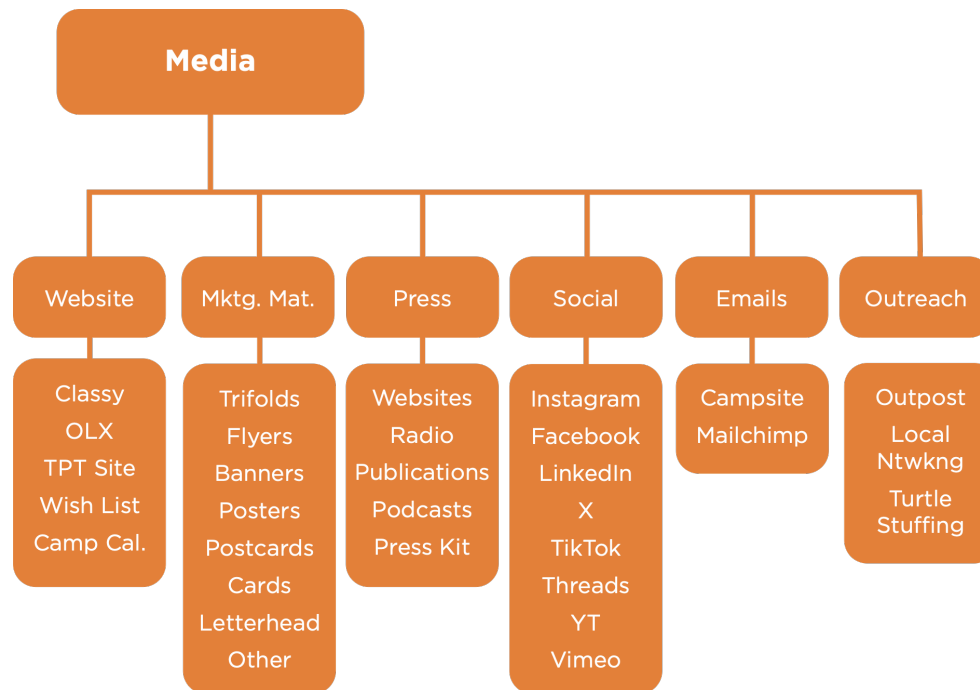 Media
Website
Mktg. Mat.
Press
Social
Emails
Outreach
Classy
OLX
TPT Site
Wish List
Camp Cal.
Trifolds
Flyers
Banners
Posters
Postcards
Cards
Letterhead
Other
Websites
Radio
Publications
Podcasts
Press Kit
Instagram
Facebook
LinkedIn
X
TikTok
Threads
YT
Vimeo
Campsite
Mailchimp
Outpost
Local
Ntwkng
Turtle
Stuffing